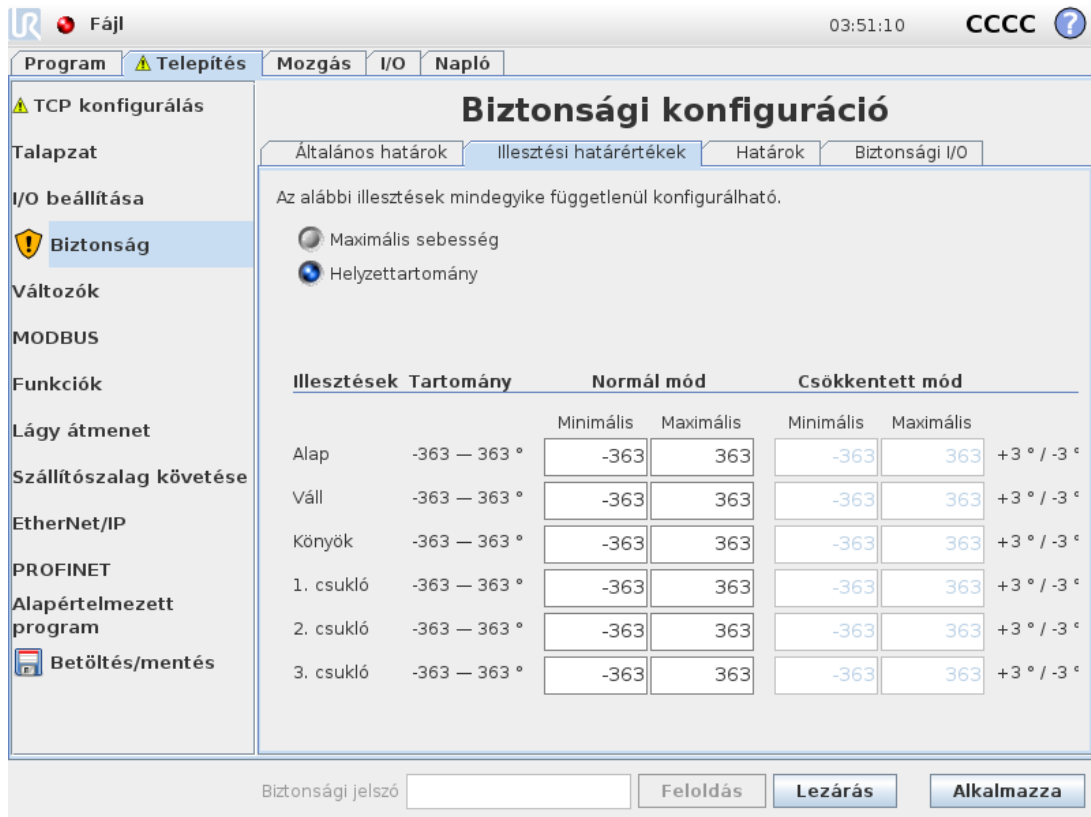 UR Fájl 03:51:10 CCCC ?
Program Telepítés Mozgás I/O Napló
TCP konfigurálás
Talapzat
I/O beállítása
Biztonság
Változók
MODBUS
Funkciók
Lágy átmenet
Szállítószalag követése
EtherNet/IP
PROFINET
Alapértelmezett
program
Betöltés/mentés
Biztonsági konfiguráció
Általános határok Illesztési határértékek Határok Biztonsági I/O
Az alábbi illesztések mindegyike függetlenül konfigurálható.
Maximális sebesség
Helyzettartomány
Illesztések Tartomány Normál mód Csökkentett mód
Minimális Maximális Minimális Maximális
Alap -363 — 363 ° -363 363 -363 363 +3 ° / -3 °
Váll -363 — 363 ° -363 363 -363 363 +3 ° / -3 °
Könyök -363 — 363 ° -363 363 -363 363 +3 ° / -3 °
1. csukló -363 — 363 ° -363 363 -363 363 +3 ° / -3 °
2. csukló -363 — 363 ° -363 363 -363 363 +3 ° / -3 °
3. csukló -363 — 363 ° -363 363 -363 363 +3 ° / -3 °
Biztonsági jelszó Feloldás Lezárás Alkalmazza